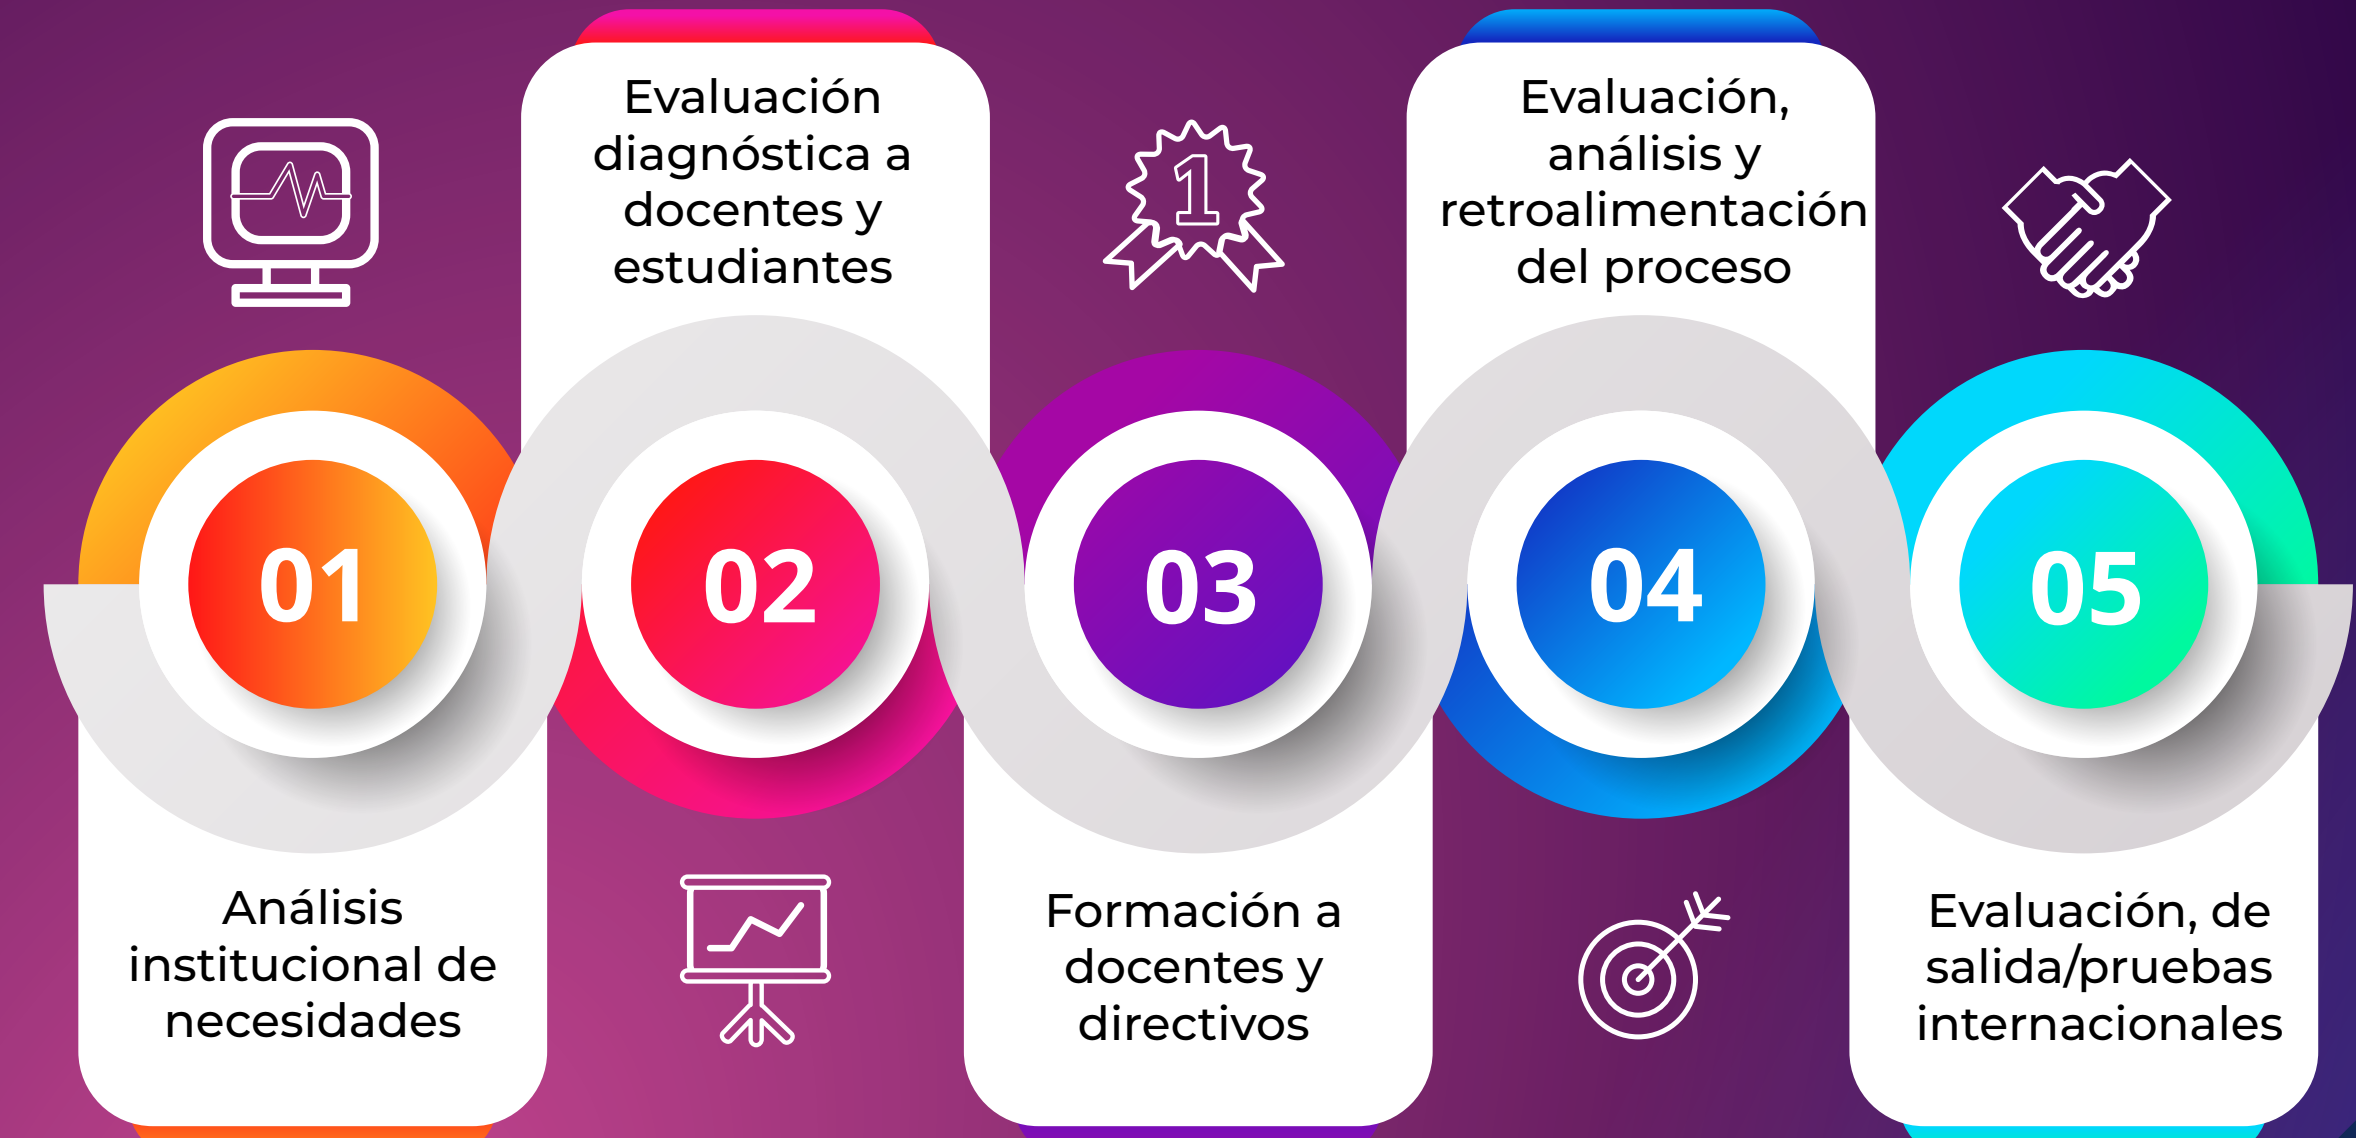 01
Análisis
institucional de
necesidades
Evaluación
diagnóstica a
docentes y
estudiantes
02
1
03
Formación a
docentes y
directivos
Evaluación,
análisis y
retroalimentación
del proceso
04
05
Evaluación, de
salida/pruebas
internacionales